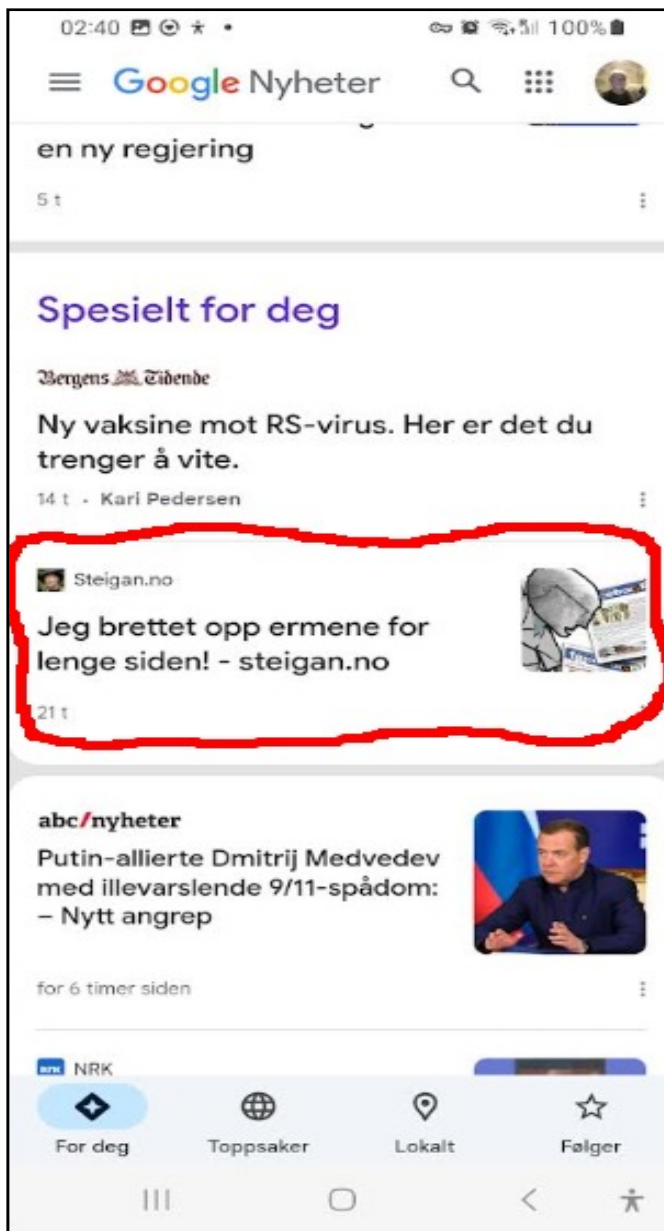 02:40
100%
Google Nyheter
en ny regjering
5 t
Spesielt for deg
Bergens Tidende
Ny vaksine mot RS-virus. Her er det du
trenger å vite.
14 t • Kari Pedersen
Steigan.no
Jeg brettet opp ermene for
lenge siden! - steigan.no
21 t
abc/nyheter
Putin-allierte Dmitrij Medvedev
med illevarslende 9/11-spådom:
– Nytt angrep
for 6 timer siden
NRK
For deg
Toppsaker
Lokalt
Følger